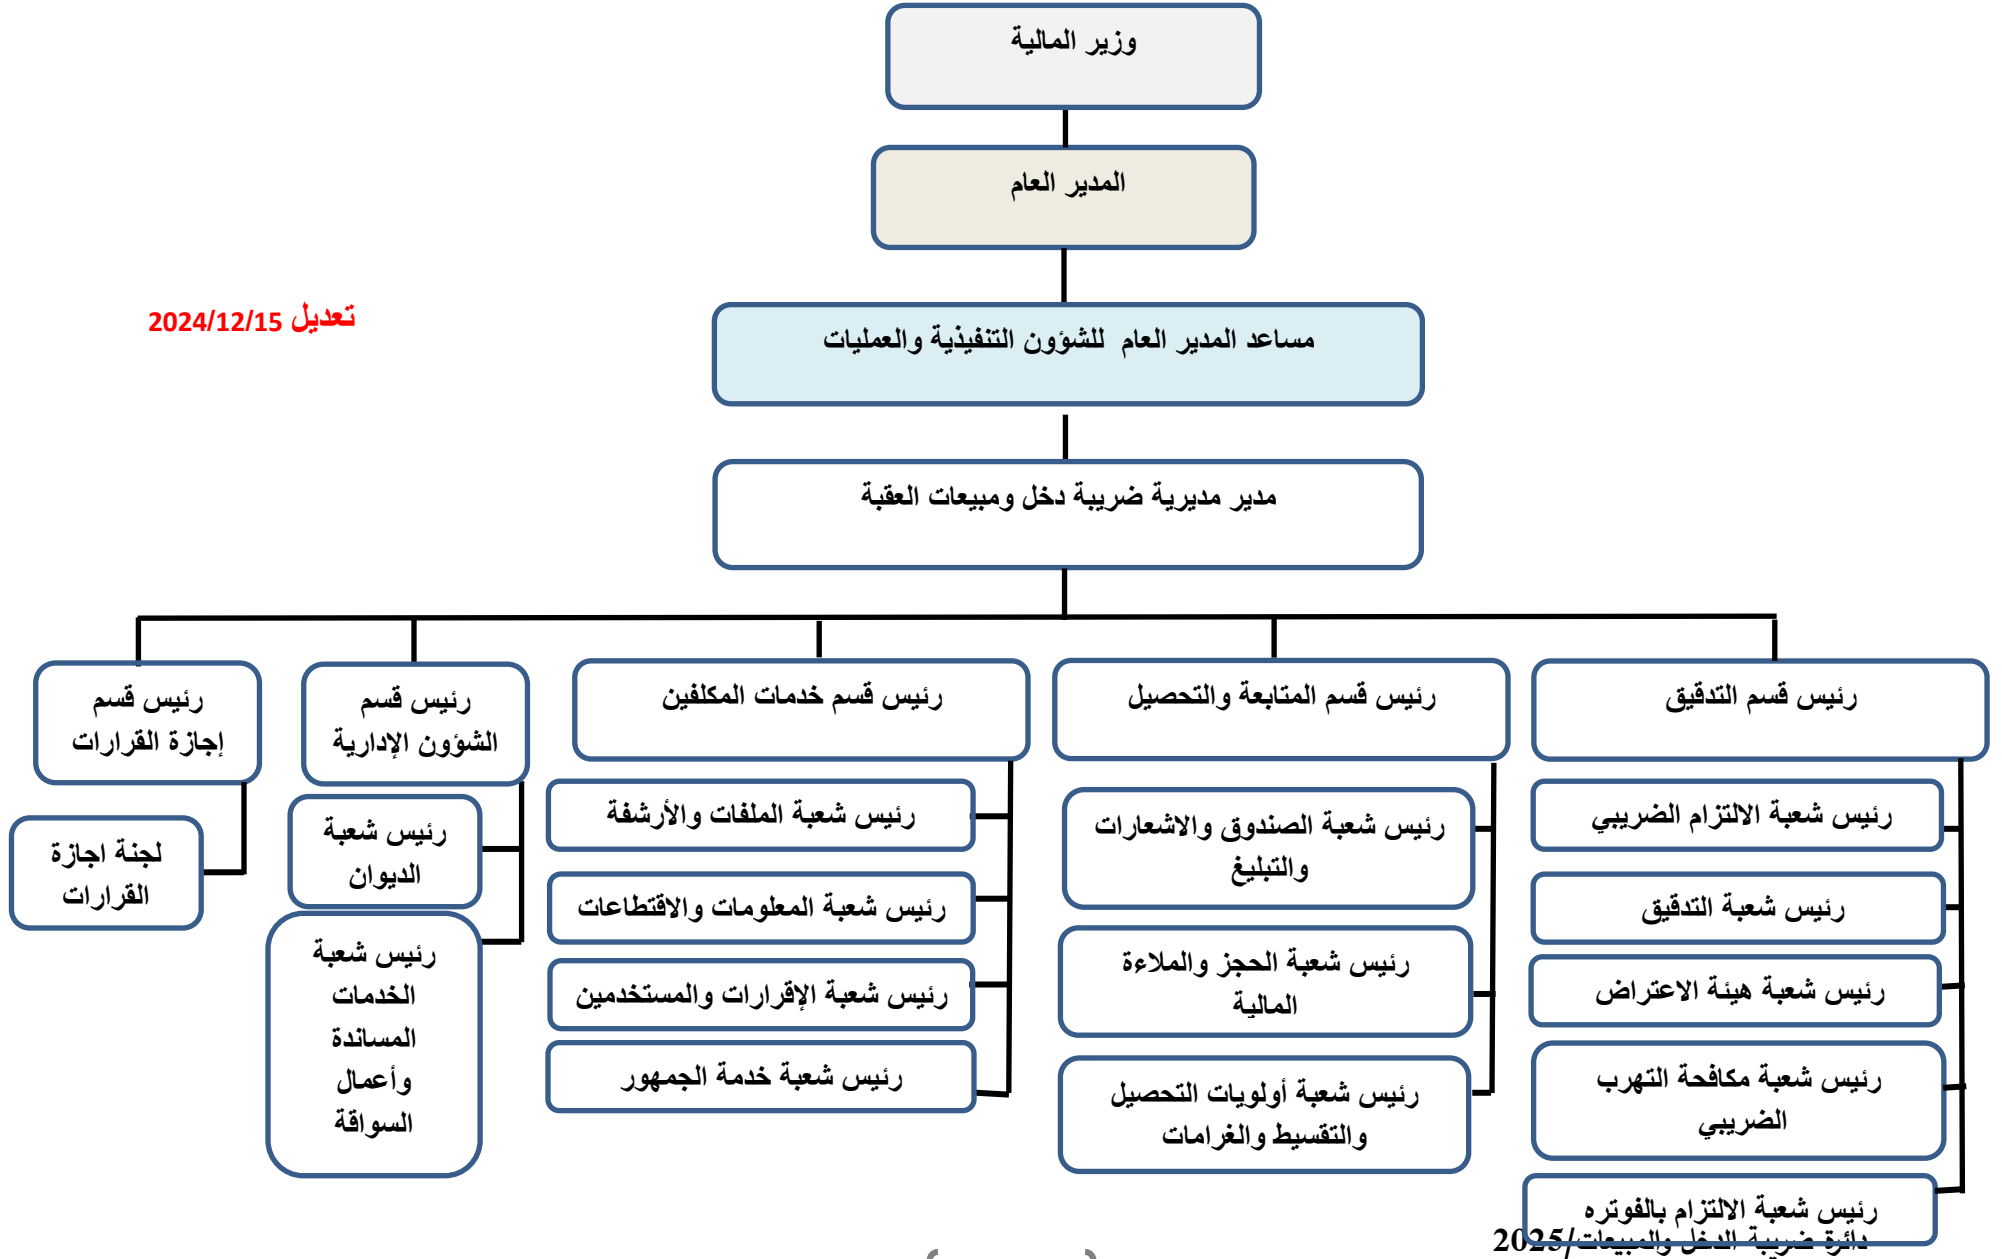 وزير المالية
المدير العام
تعديل 2024/12/15
مساعد المدير العام للشؤون التنفيذية والعمليات
مدير مديرية ضريبة دخل ومبيعات العقبة
رئيس قسم التدقيق
رئيس شعبة الالتزام الضريبي
رئيس شعبة التدقيق
رئيس شعبة هيئة الاعتراض
رئيس شعبة مكافحة التهرب
الضريبي
رئيس شعبة الالتزام بالفوتره
رئيس قسم المتابعة والتحصيل
رئيس شعبة الصندوق والاشعارات
والتبليغ
رئيس شعبة الحجز والملاءة
المالية
رئيس شعبة أولويات التحصيل
والتقسيط والغرامات
رئيس قسم خدمات المكلفين
رئيس شعبة الملفات والأرشفة
رئيس شعبة المعلومات والاقتطاعات
رئيس شعبة الإقرارات والمستخدمين
رئيس شعبة خدمة الجمهور
رئيس قسم
الشؤون الإدارية
رئيس شعبة
الديوان
رئيس شعبة
الخدمات
المساندة
وأعمال
السواقة
رئيس قسم
إجازة القرارات
لجنة اجازة
القرارات
دائرة ضريبة الدخل والمبيعات/2025